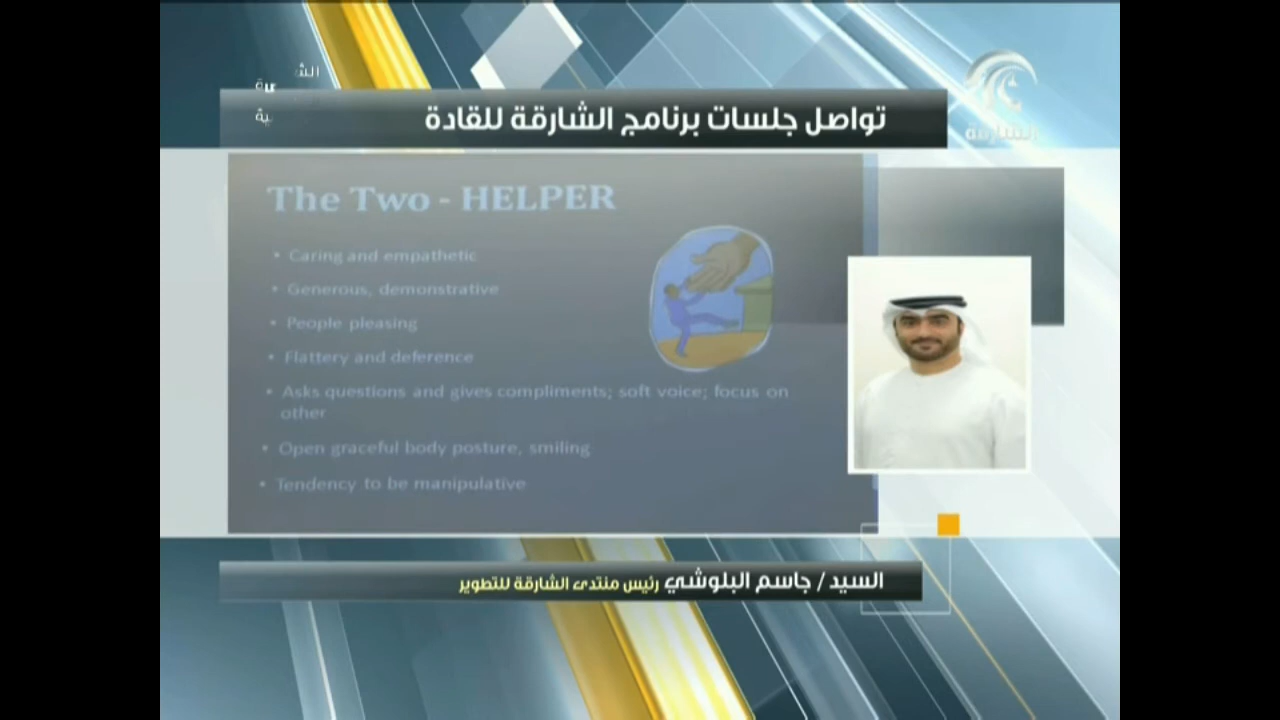 تواصل جلسات برنامج الشارقة للقادة
الشارقة
The Two - HELPER
• Caring and empathetic
• Generous, demonstrative
• People pleasing
• Flattery and deference
• Asks questions and gives compliments; soft voice; focus on
other
• Open graceful body posture, smiling
• Tendency to be manipulative
السيد / جاسم البلوشي رئيس منتدى الشارقة للتطوير